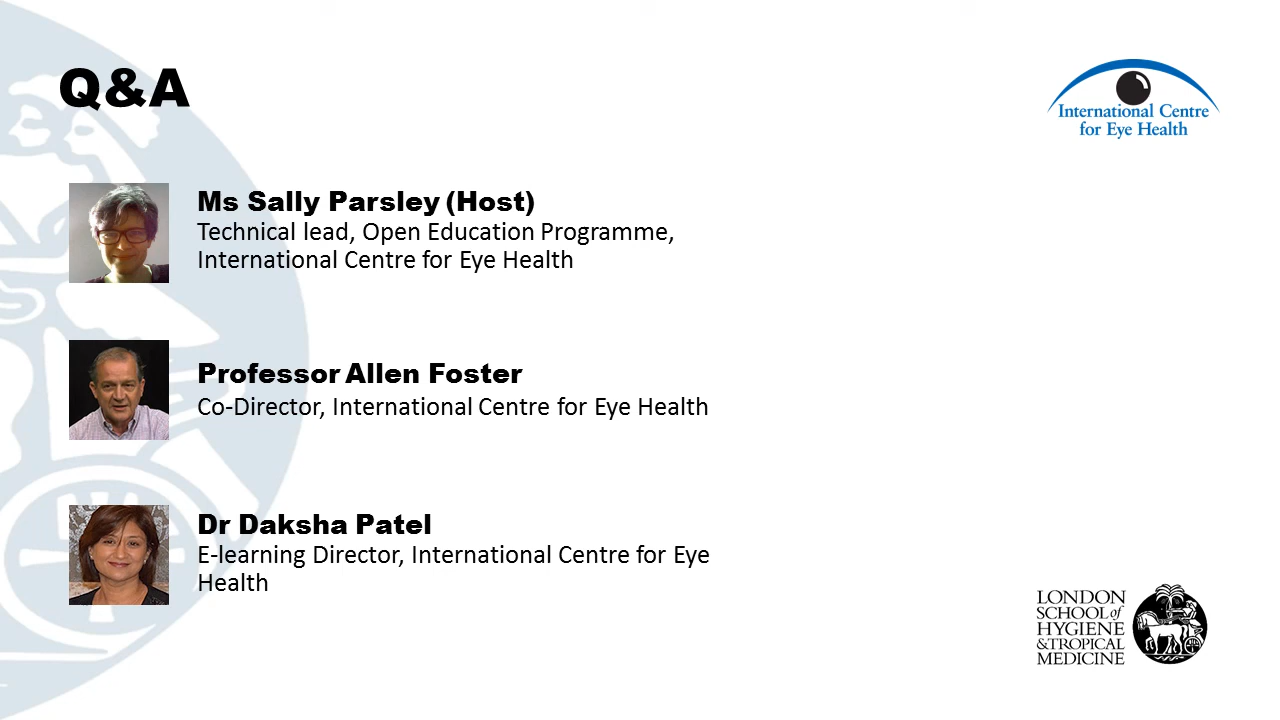 Q&A
International Centre
for Eye Health
Ms Sally Parsley (Host)
Technical lead, Open Education Programme,
International Centre for Eye Health
Professor Allen Foster
Co-Director, International Centre for Eye Health
Dr Daksha Patel
E-learning Director, International Centre for Eye
Health
LONDON
SCHOOL of
HYGIENE
& TROPICAL
MEDICINE